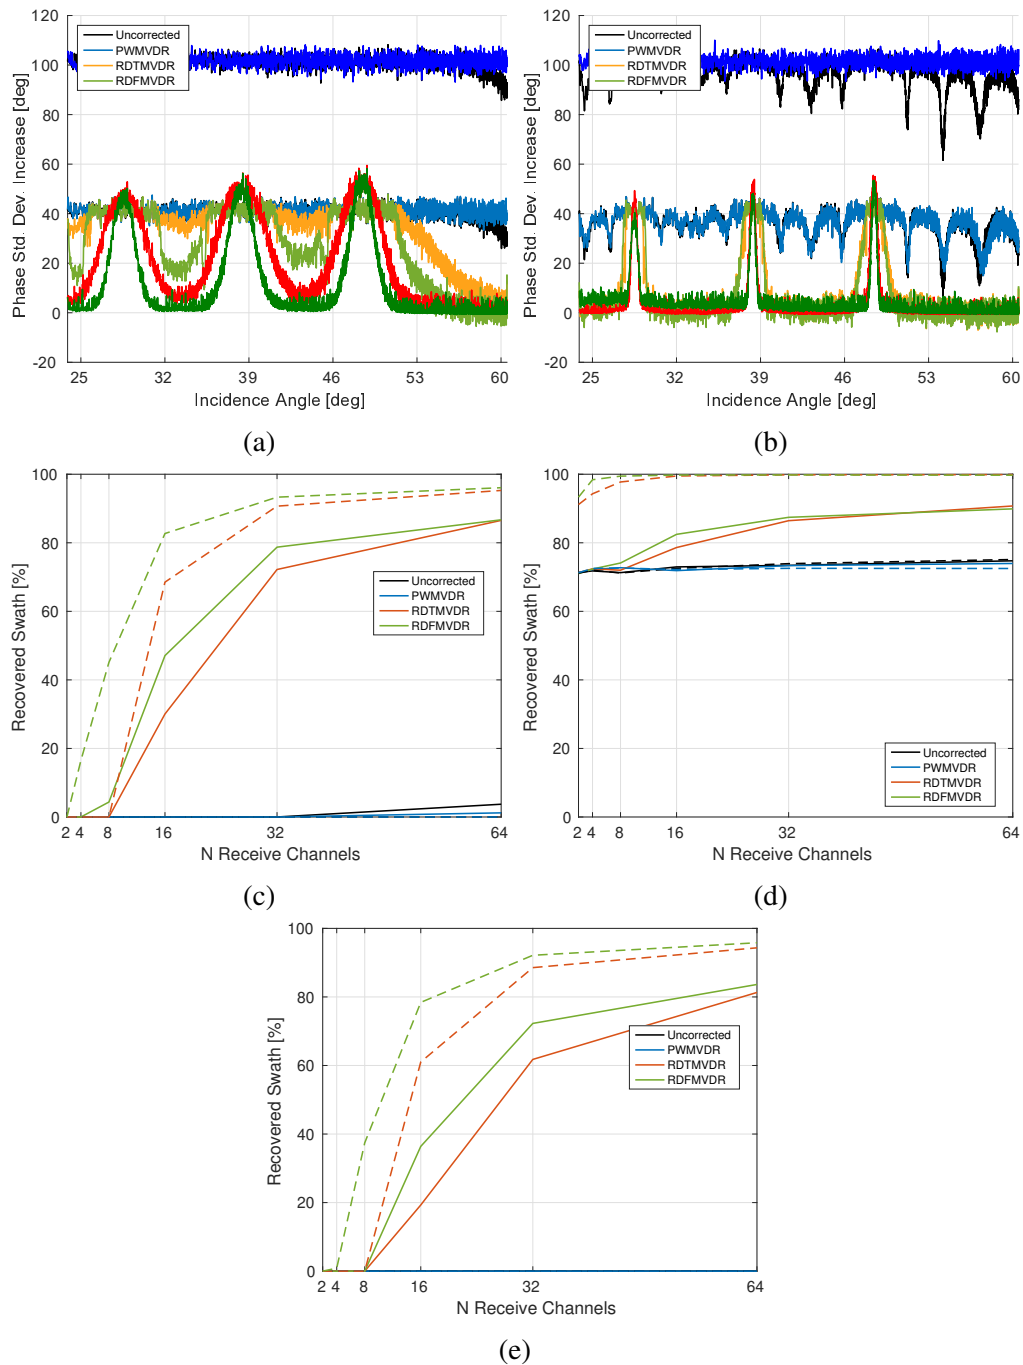 120
100
80
60
40
20
0
-20
Phase Std. Dev. Increase [deg]
Uncorrected
PWMVDR
RDTMVDR
RDFMVDR
25 32 39 46 53 60
Incidence Angle [deg]
(a)
120
100
80
60
40
20
0
-20
Phase Std. Dev. Increase [deg]
Uncorrected
PWMVDR
RDTMVDR
RDFMVDR
25 32 39 46 53 60
Incidence Angle [deg]
(b)
100
80
60
40
20
0
Recovered Swath [%]
Uncorrected
PWMVDR
RDTMVDR
RDFMVDR
2 4 8 16 32 64
N Receive Channels
(c)
100
80
60
40
20
0
Recovered Swath [%]
Uncorrected
PWMVDR
RDTMVDR
RDFMVDR
2 4 8 16 32 64
N Receive Channels
(d)
100
80
60
40
20
0
Recovered Swath [%]
Uncorrected
PWMVDR
RDTMVDR
RDFMVDR
2 4 8 16 32 64
N Receive Channels
(e)